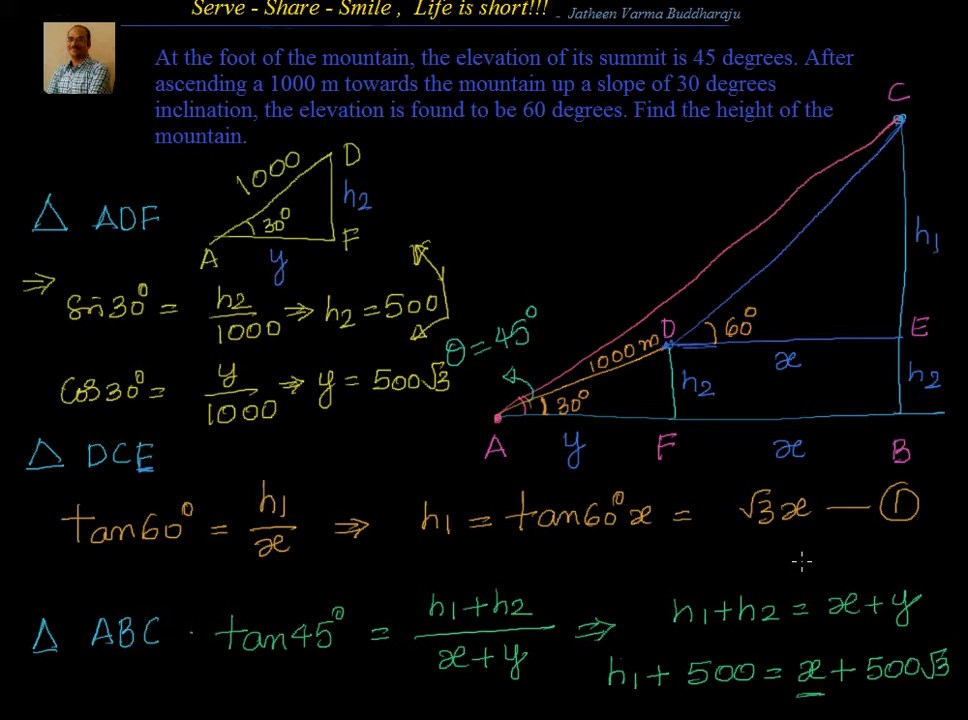 Serve - Share - Smile , Life is short!!! - Jatheen Varma Buddharaju
At the foot of the mountain, the elevation of its summit is 45 degrees. After
ascending a 1000 m towards the mountain up a slope of 30 degrees
inclination, the elevation is found to be 60 degrees. Find the height of the
mountain.
C
1000 D
△ ADF
30° h2
A y F
h1
⇒ sin30° = h2/1000 ⇒ h2 = 500
θ = 45°
D 60° E
1000 m
x
cos30° = y/1000 ⇒ y = 500√3
30° h2 h2
A y F x B
△ DCE
tan60° = h1/x ⇒ h1 = tan60° x = √3x — ①
△ ABC · tan45° = h1+h2/x+y ⇒ h1+h2 = x+y
h1 + 500 = x + 500√3